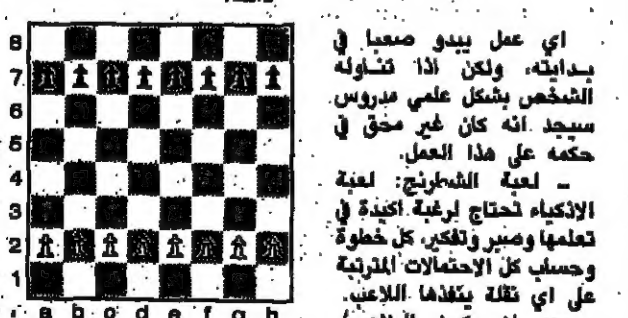 اي عمل يبدو صعبا في
بدايته، ولكن اذا تناوله
الشخص بشكل علمي مدروس
سيجد انه كان غير محق في
حكمه على هذا العمل.
ـ لعبة الشطرنج: لعبة
الاذكياء تحتاج لرغبة اكيدة في
تعلمها وصبر وتفكير، كل خطوة
وحساب كل الاحتمالات المترتبة
على اي نقلة ينفذها اللاعب.
8
7
6
5
4
3
2
1
a b c d e f g h